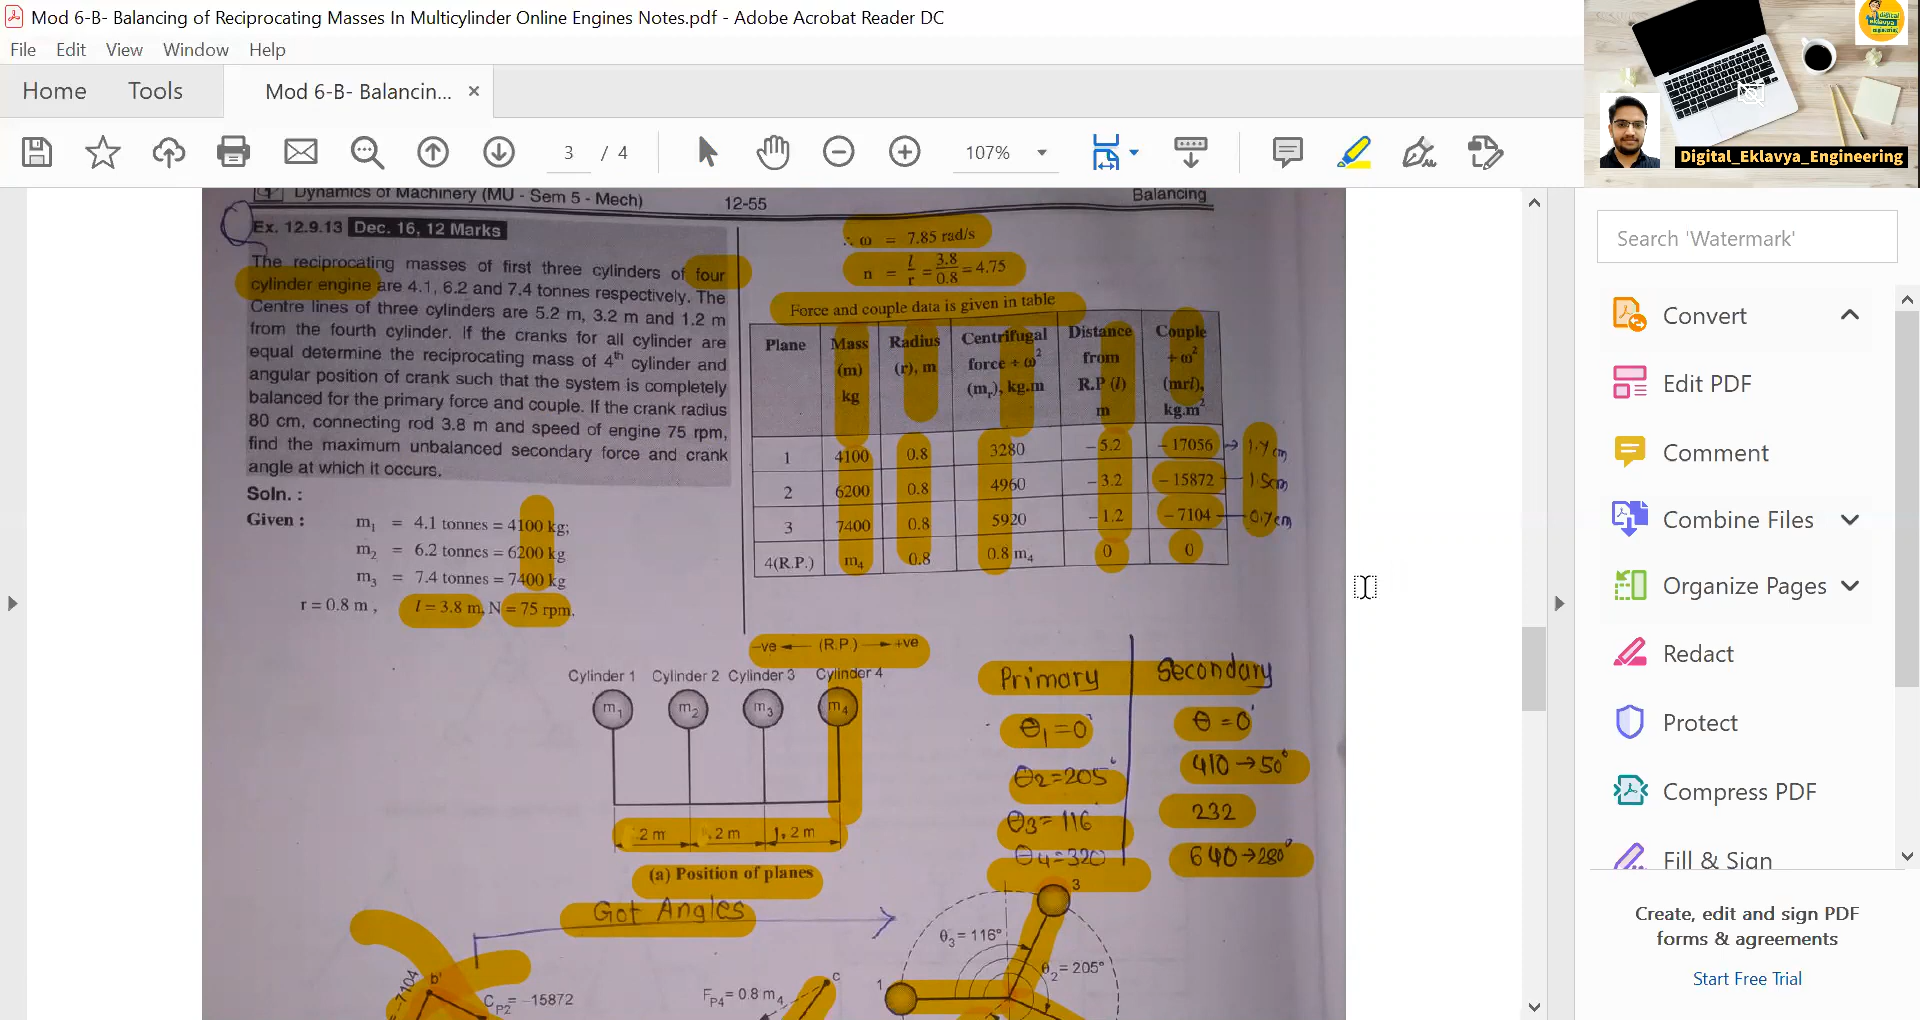 Mod 6-B- Balancing of Reciprocating Masses In Multicylinder Online Engines Notes.pdf - Adobe Acrobat Reader DC
File Edit View Window Help
Home Tools Mod 6-B- Balancin... ×
3 / 4 107%
digital eklavya engineering
Digital_Eklavya_Engineering
Dynamics of Machinery (MU - Sem 5 - Mech) 12-55 Balancing
Ex. 12.9.13 Dec. 16, 12 Marks
The reciprocating masses of first three cylinders of four
cylinder engine are 4.1, 6.2 and 7.4 tonnes respectively. The
Centre lines of three cylinders are 5.2 m, 3.2 m and 1.2 m
from the fourth cylinder. If the cranks for all cylinder are
equal determine the reciprocating mass of 4th cylinder and
angular position of crank such that the system is completely
balanced for the primary force and couple. If the crank radius
80 cm, connecting rod 3.8 m and speed of engine 75 rpm,
find the maximum unbalanced secondary force and crank
angle at which it occurs.
Soln. :
Given : m₁ = 4.1 tonnes = 4100 kg;
m₂ = 6.2 tonnes = 6200 kg
m₃ = 7.4 tonnes = 7400 kg
r = 0.8 m , l = 3.8 m, N = 75 rpm.
∴ ω = 7.85 rad/s
n = l/r = 3.8/0.8 = 4.75
Force and couple data is given in table
Plane Mass (m) kg Radius (r), m Centrifugal force ÷ ω² (mᵣ), kg.m Distance from R.P (l) m Couple ÷ ω² (mrl), kg.m²
1 4100 0.8 3280 – 5.2 – 17056 → 1.7 cm
2 6200 0.8 4960 – 3.2 – 15872 1.5cm
3 7400 0.8 5920 – 1.2 – 7104 0.7cm
4(R.P.) m₄ 0.8 0.8 m₄ 0 0
–ve ← (R.P) → +ve
Cylinder 1 Cylinder 2 Cylinder 3 Cylinder 4
m₁ m₂ m₃ m₄
2 m 2 m 1.2 m
(a) Position of planes
Got Angles
Primary Secondary
θ₁=0° θ=0°
θ₂=205° 410→50°
θ₃=116° 232
θ4=320 640→280°
3
θ₃ = 116°
θ₂ = 205°
1
–7104
b'
C_P2 = –15872
F_P4 = 0.8 m₄
c
Search 'Watermark'
Convert
Edit PDF
Comment
Combine Files
Organize Pages
Redact
Protect
Compress PDF
Fill & Sign
Create, edit and sign PDF
forms & agreements
Start Free Trial